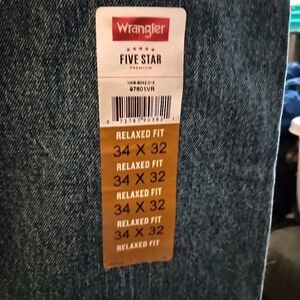 Wrangler
FIVE STAR
PREMIUM
97601VR
RELAXED FIT
34 X 32
RELAXED FIT
34 X 32
RELAXED FIT
34 X 32
RELAXED FIT
34 X 32
RELAXED FIT